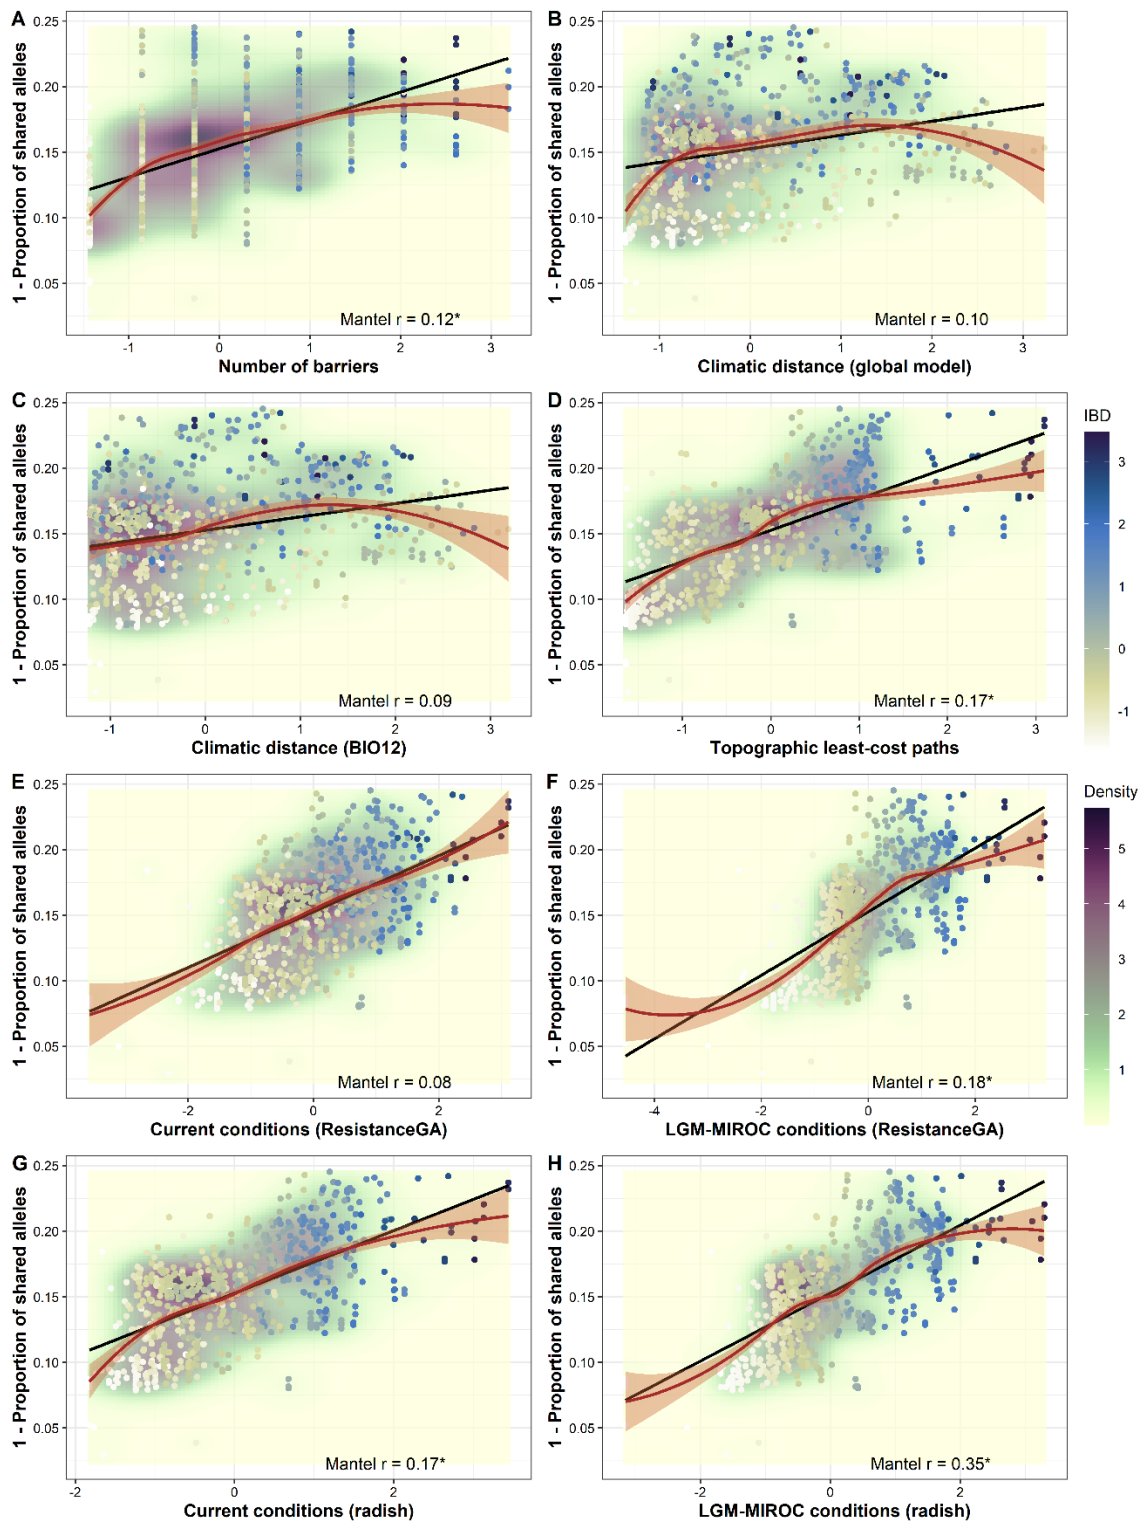 A
1 - Proportion of shared alleles
0.25
0.20
0.15
0.10
0.05
Mantel r = 0.12*
-1
0
1
2
3
Number of barriers
B
1 - Proportion of shared alleles
0.25
0.20
0.15
0.10
0.05
Mantel r = 0.10
-1
0
1
2
3
Climatic distance (global model)
C
1 - Proportion of shared alleles
0.25
0.20
0.15
0.10
0.05
Mantel r = 0.09
-1
0
1
2
3
Climatic distance (BIO12)
D
1 - Proportion of shared alleles
0.25
0.20
0.15
0.10
0.05
Mantel r = 0.17*
-1
0
1
2
3
Topographic least-cost paths
IBD
3
2
1
0
-1
E
1 - Proportion of shared alleles
0.25
0.20
0.15
0.10
0.05
Mantel r = 0.08
-2
0
2
Current conditions (ResistanceGA)
F
1 - Proportion of shared alleles
0.25
0.20
0.15
0.10
0.05
Mantel r = 0.18*
-4
-2
0
2
LGM-MIROC conditions (ResistanceGA)
Density
5
4
3
2
1
G
1 - Proportion of shared alleles
0.25
0.20
0.15
0.10
0.05
Mantel r = 0.17*
-2
0
2
Current conditions (radish)
H
1 - Proportion of shared alleles
0.25
0.20
0.15
0.10
0.05
Mantel r = 0.35*
-2
0
2
LGM-MIROC conditions (radish)